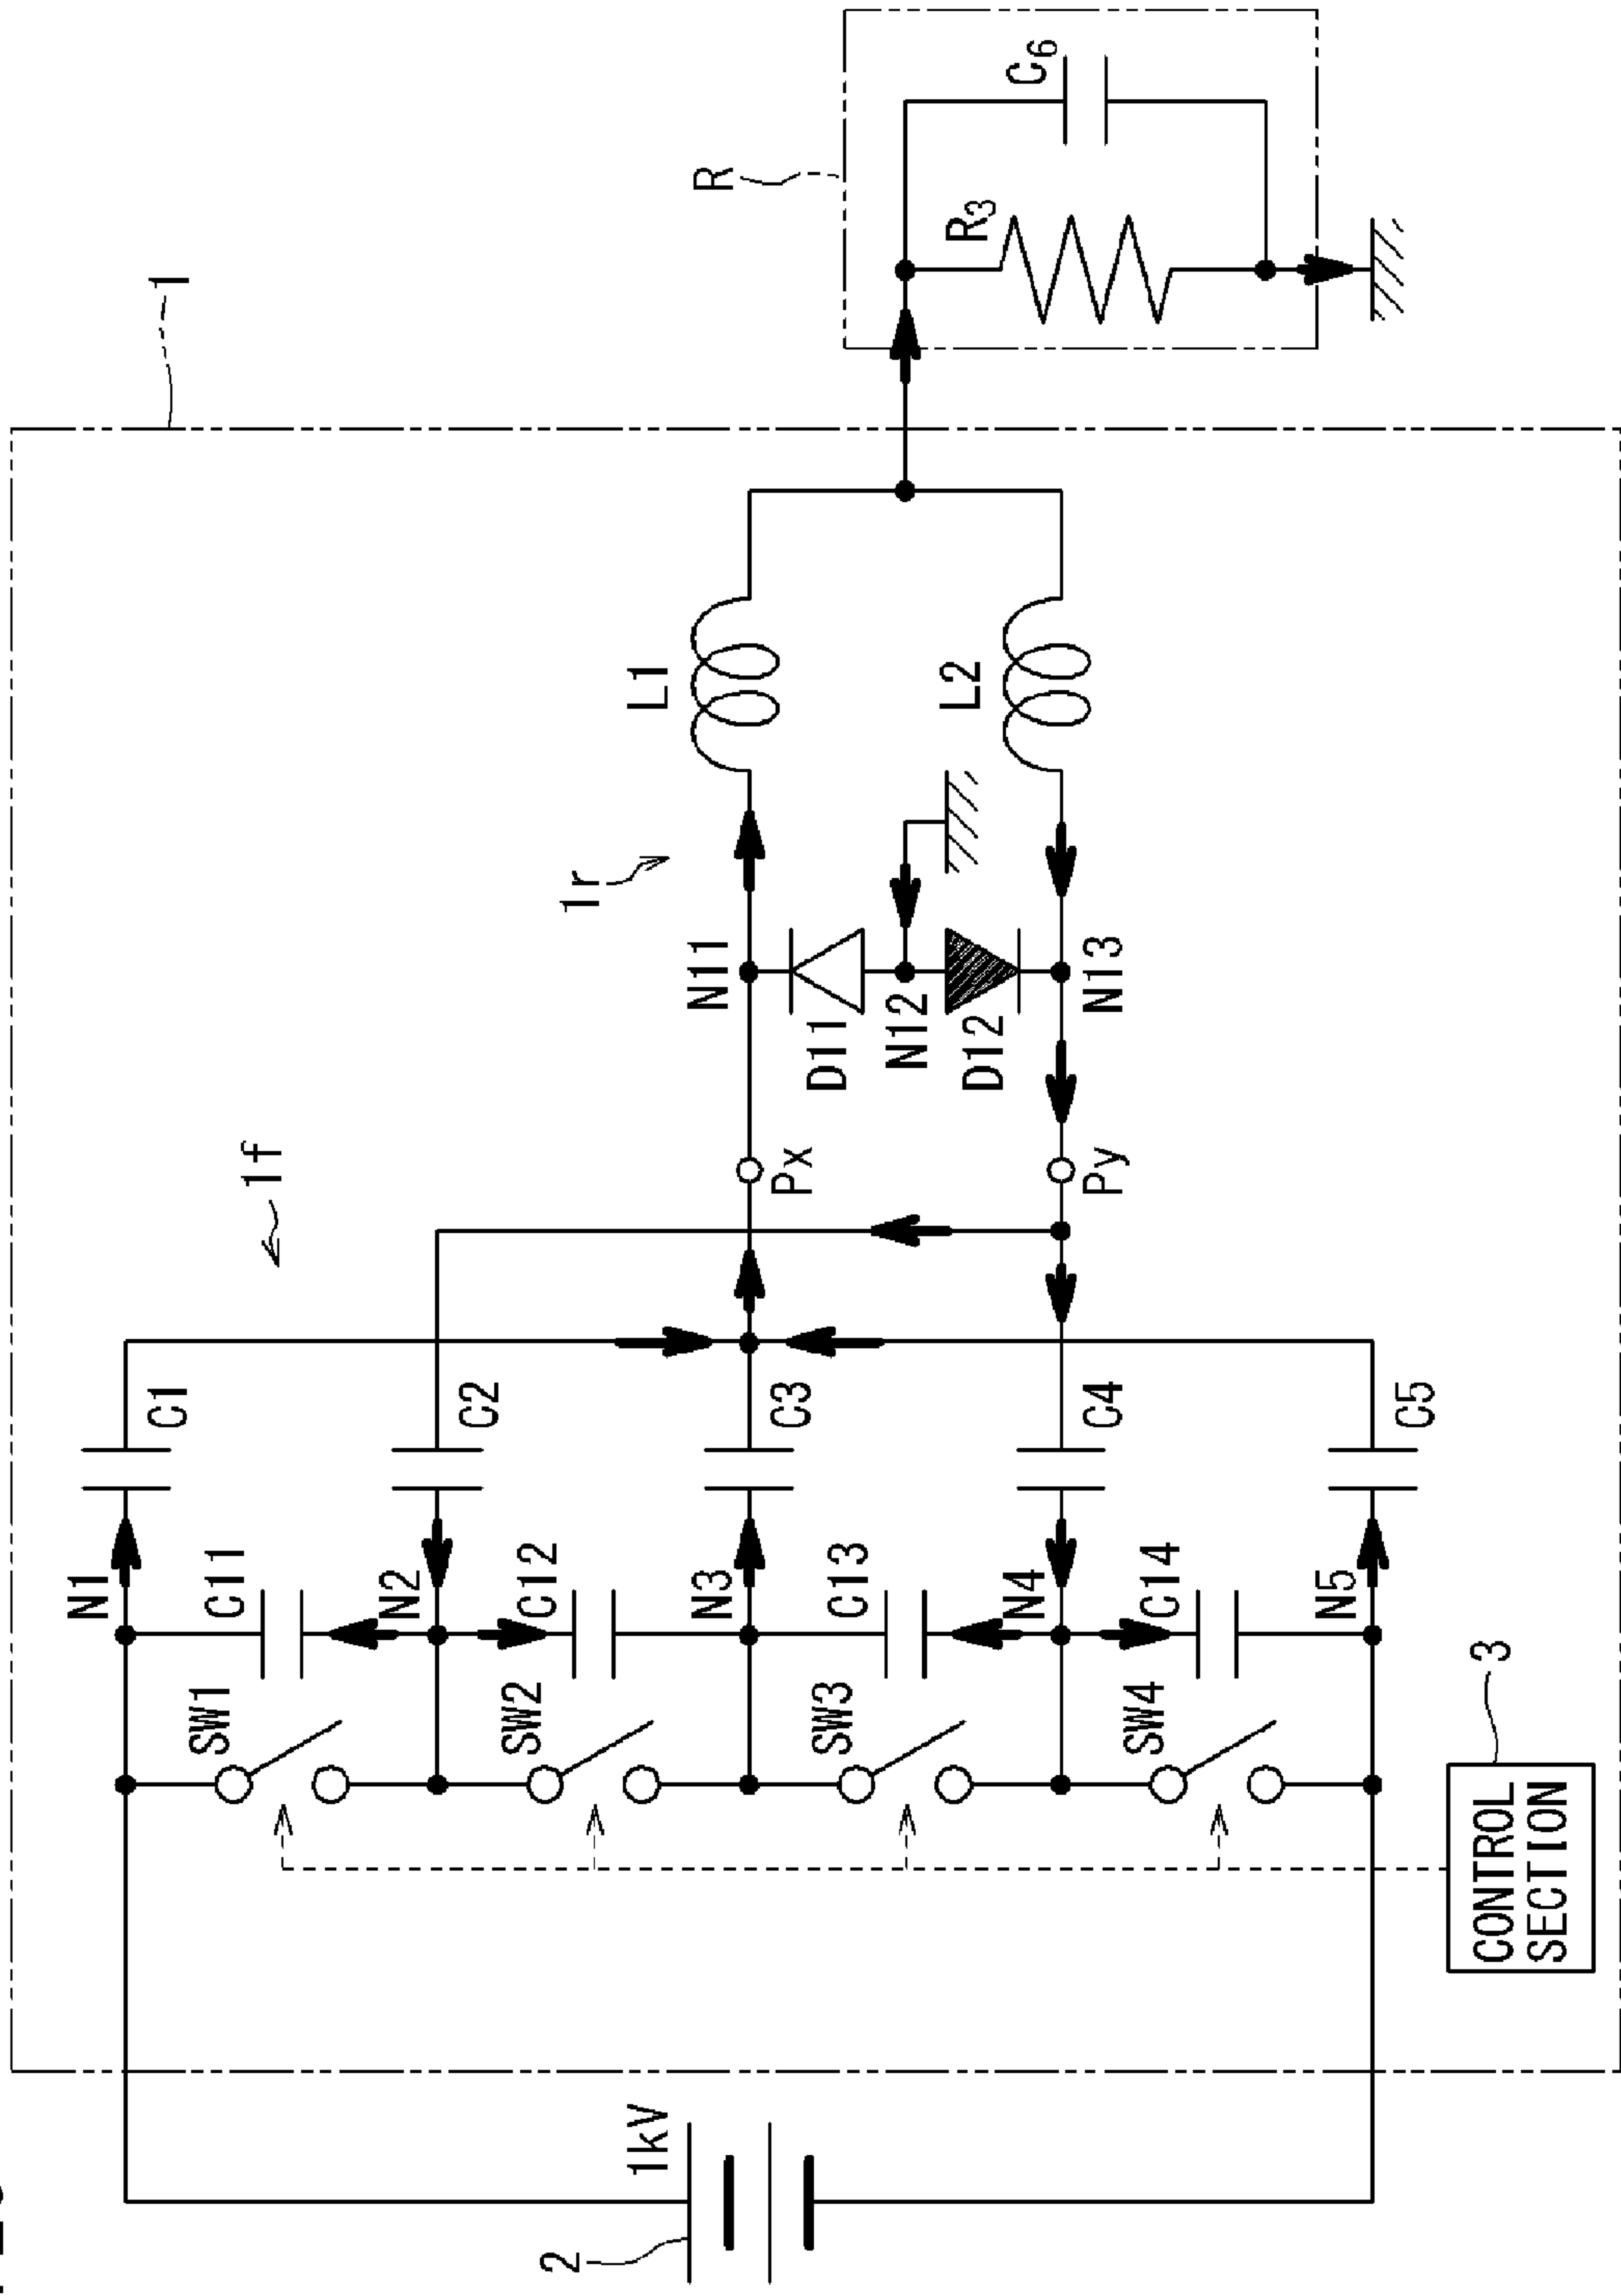 1
N1
C1
SW1
C11
1f
N2
C2
SW2
C12
2
1kV
1r
L1
N3
N11
R
C3
Px
SW3
C13
D11
N12
L2
R3
D12
N4
C6
C4
Py
N13
SW4
C14
N5
C5
3
CONTROL
SECTION